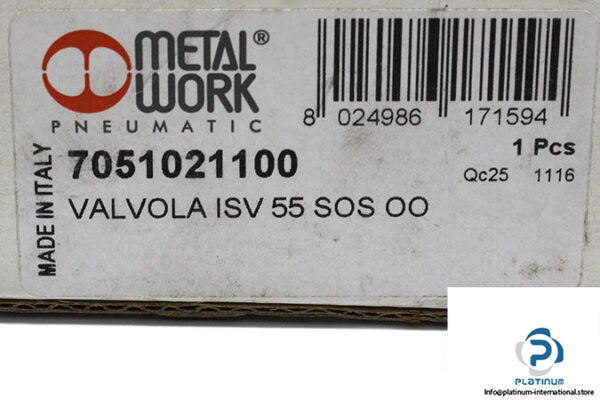 METAL®
WORK
PNEUMATIC
8 024986 171594
MADE IN ITALY
7051021100
1 Pcs
Qc25 1116
VALVOLA ISV 55 SOS OO
PLATINUM
Info@platinum-international.store